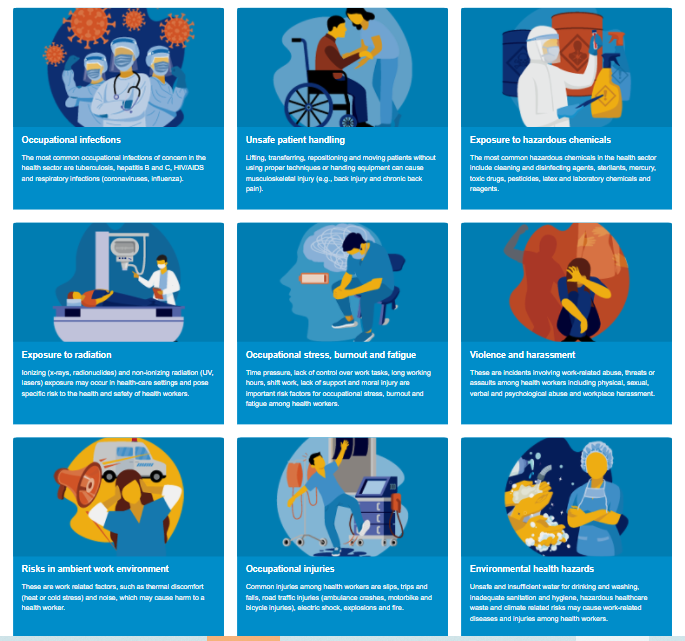 Occupational infections
The most common occupational infections of concern in the
health sector are tuberculosis, hepatitis B and C, HIV/AIDS
and respiratory infections (coronaviruses, influenza).
Unsafe patient handling
Lifting, transferring, repositioning and moving patients without
using proper techniques or handing equipment can cause
musculoskeletal injury (e.g., back injury and chronic back
pain).
Exposure to hazardous chemicals
The most common hazardous chemicals in the health sector
include cleaning and disinfecting agents, sterilants, mercury,
toxic drugs, pesticides, latex and laboratory chemicals and
reagents.
Exposure to radiation
Ionizing (x-rays, radionuclides) and non-ionizing radiation (UV,
lasers) exposure may occur in health-care settings and pose
specific risk to the health and safety of health workers.
Occupational stress, burnout and fatigue
Time pressure, lack of control over work tasks, long working
hours, shift work, lack of support and moral injury are
important risk factors for occupational stress, burnout and
fatigue among health workers.
Violence and harassment
These are incidents involving work-related abuse, threats or
assaults among health workers including physical, sexual,
verbal and psychological abuse and workplace harassment.
Risks in ambient work environment
These are work related factors, such as thermal discomfort
(heat or cold stress) and noise, which may cause harm to a
health worker.
Occupational injuries
Common injuries among health workers are slips, trips and
falls, road traffic injuries (ambulance crashes, motorbike and
bicycle injuries), electric shock, explosions and fire.
Environmental health hazards
Unsafe and insufficient water for drinking and washing,
inadequate sanitation and hygiene, hazardous healthcare
waste and climate related risks may cause work-related
diseases and injuries among health workers.